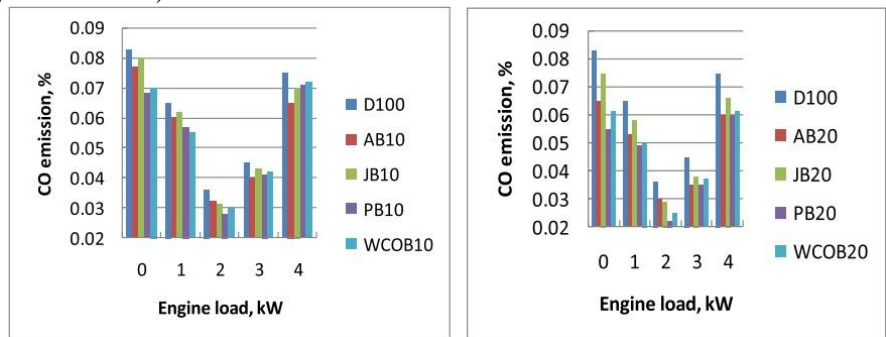 0.09
0.08
0.07
0.06
0.05
0.04
0.03
0.02
CO emission, %
0 1 2 3 4
Engine load, kW
D100
AB10
JB10
PB10
WCOB10
0.09
0.08
0.07
0.06
0.05
0.04
0.03
0.02
CO emission, %
0 1 2 3 4
Engine load, kW
D100
AB20
JB20
PB20
WCOB20